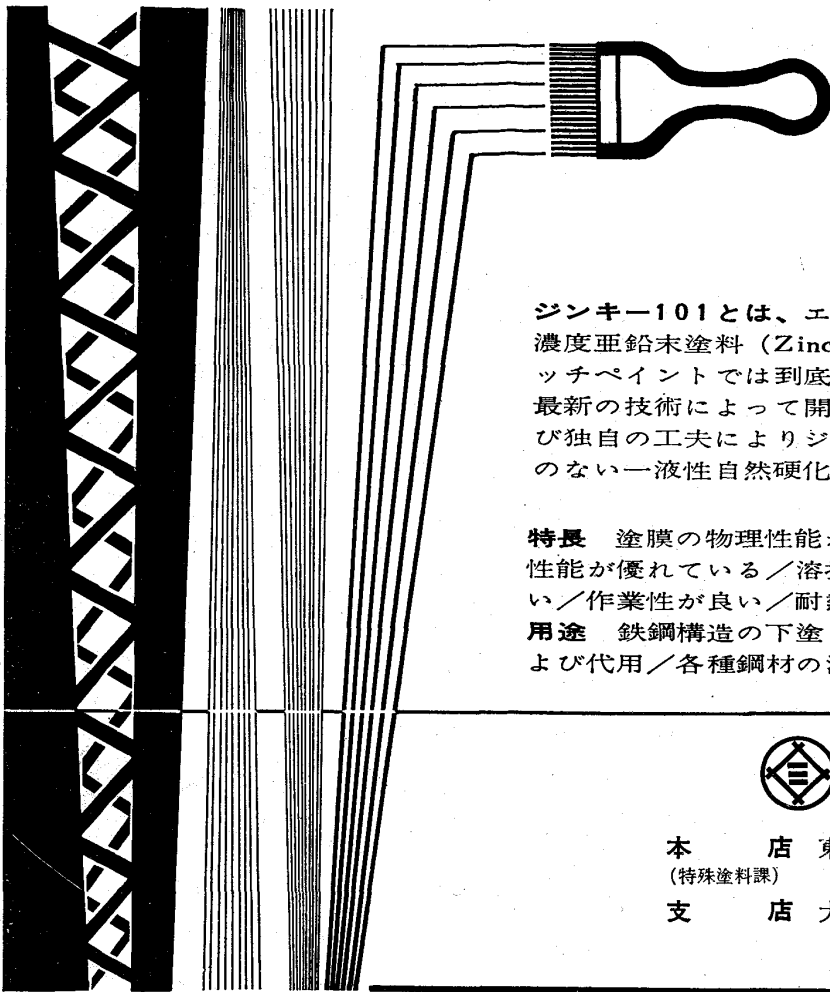 ジンキー101とは、エ
濃度亜鉛末塗料（Zinc
ッチペイントでは到底
最新の技術によって開
び独自の工夫によりジ
のない一液性自然硬化
特長　塗膜の物理性能
性能が優れている／溶
い／作業性が良い／耐
用途　鉄鋼構造の下塗
よび代用／各種鋼材の
本　店　東
(特殊塗料課)
支　店　大